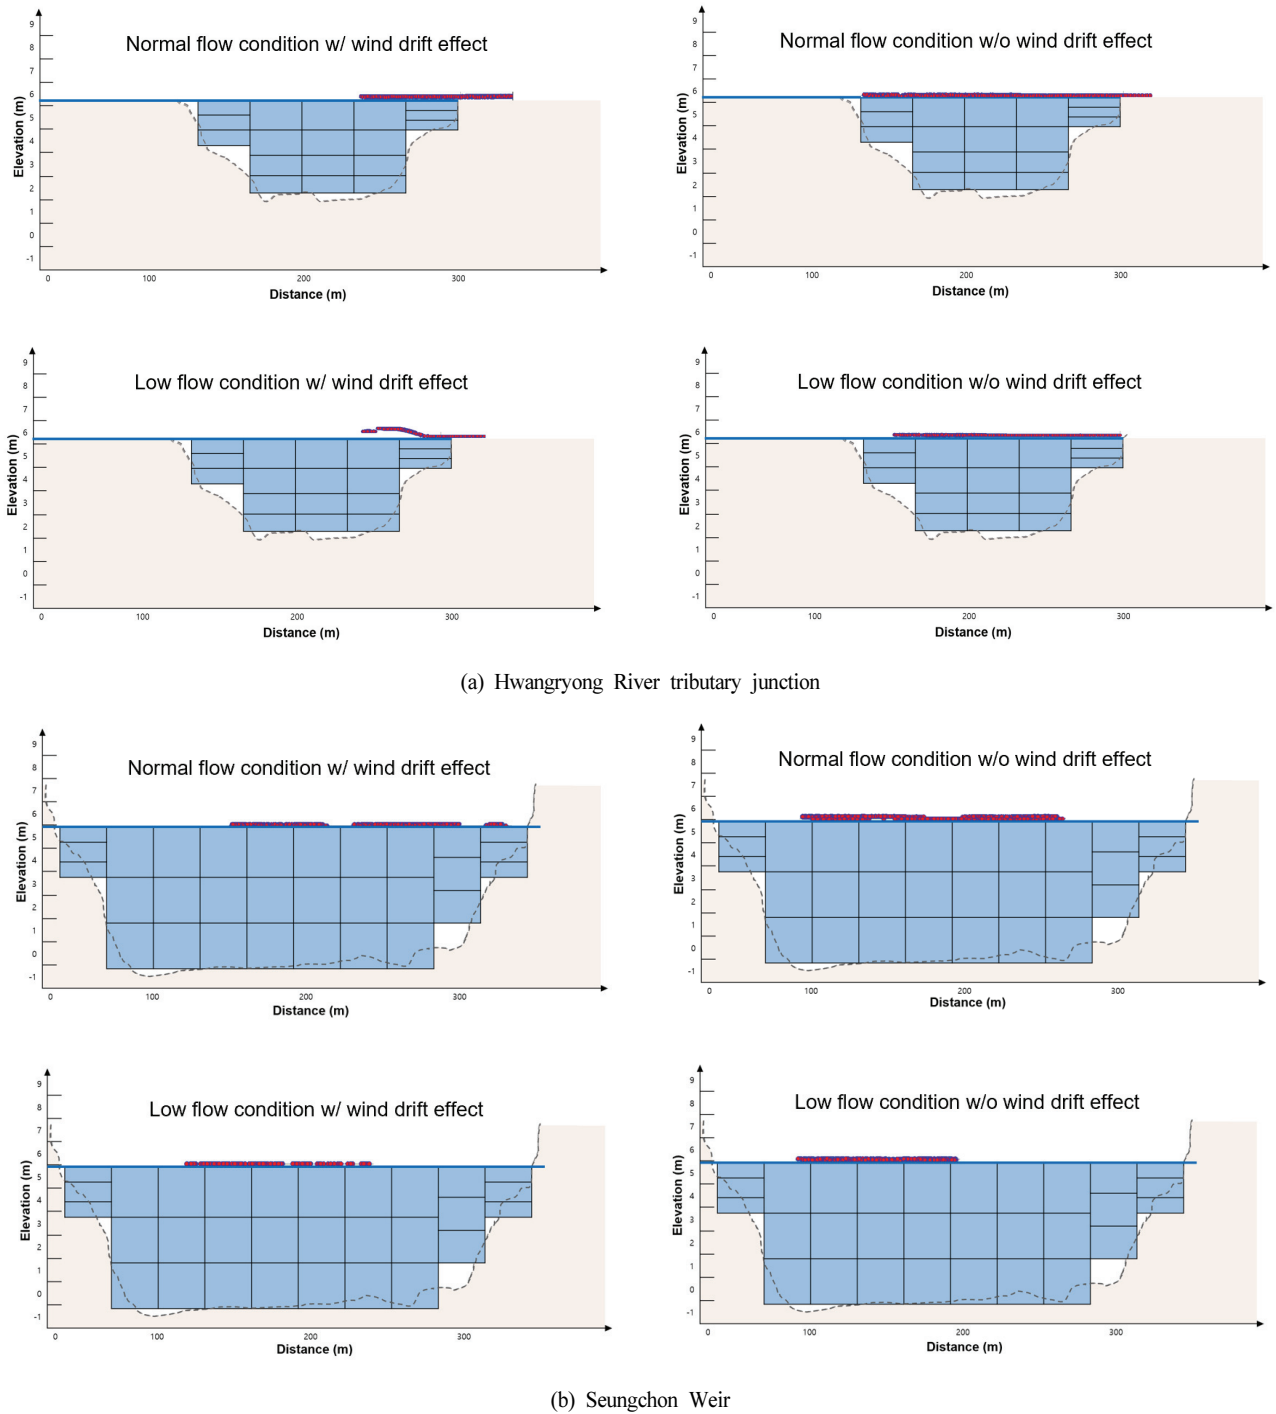 Normal flow condition w/ wind drift effect
9
8
7
6
5
4
3
2
1
0
-1
Elevation (m)
0 100 200 300
Distance (m)
Normal flow condition w/o wind drift effect
9
8
7
6
5
4
3
2
1
0
-1
Elevation (m)
0 100 200 300
Distance (m)
Low flow condition w/ wind drift effect
9
8
7
6
5
4
3
2
1
0
-1
Elevation (m)
0 100 200 300
Distance (m)
Low flow condition w/o wind drift effect
9
8
7
6
5
4
3
2
1
0
-1
Elevation (m)
0 100 200 300
Distance (m)
(a) Hwangryong River tributary junction
Normal flow condition w/ wind drift effect
9
8
7
6
5
4
3
2
1
0
-1
Elevation (m)
0 100 200 300
Distance (m)
Normal flow condition w/o wind drift effect
9
8
7
6
5
4
3
2
1
0
-1
Elevation (m)
0 100 200 300
Distance (m)
Low flow condition w/ wind drift effect
9
8
7
6
5
4
3
2
1
0
-1
Elevation (m)
0 100 200 300
Distance (m)
Low flow condition w/o wind drift effect
9
8
7
6
5
4
3
2
1
0
-1
Elevation (m)
0 100 200 300
Distance (m)
(b) Seungchon Weir